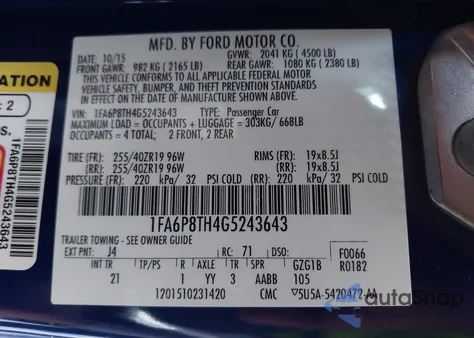 MFD. BY FORD MOTOR CO.
DATE: 10/15 GVWR: 2041 KG ( 4500 LB)
FRONT GAWR: 982 KG ( 2165 LB) REAR GAWR: 1080 KG ( 2380 LB)
THIS VEHICLE CONFORMS TO ALL APPLICABLE FEDERAL MOTOR
VEHICLE SAFETY, BUMPER, AND THEFT PREVENTION STANDARDS
IN EFFECT ON THE DATE OF MANUFACTURE SHOWN ABOVE.
VIN: 1FA6P8TH4G5243643 TYPE: Passenger Car
MAXIMUM LOAD = OCCUPANTS + LUGGAGE = 303KG/ 668LB
OCCUPANTS = 4 TOTAL; 2 FRONT, 2 REAR
TIRE (FR): 255/40ZR19 96W RIMS (FR): 19x8.5J
(RR): 255/40ZR19 96W (RR): 19x8.5J
PRESSURE (FR): 220 kPa/ 32 PSI COLD (RR): 220 kPa/ 32 PSI COLD
1FA6P8TH4G5243643
TRAILER TOWING - SEE OWNER GUIDE
EXT PNT: J4 RC: 71 DSO: F0066
INT TR TP/PS R AXLE TR SPR GZG1B R0182
21 1 YY 3 AABB 105
1201510231420 CMC 5U5A-5420472-AA
ATION
: 2
1FA6P8TH4G5243643
autoSnap